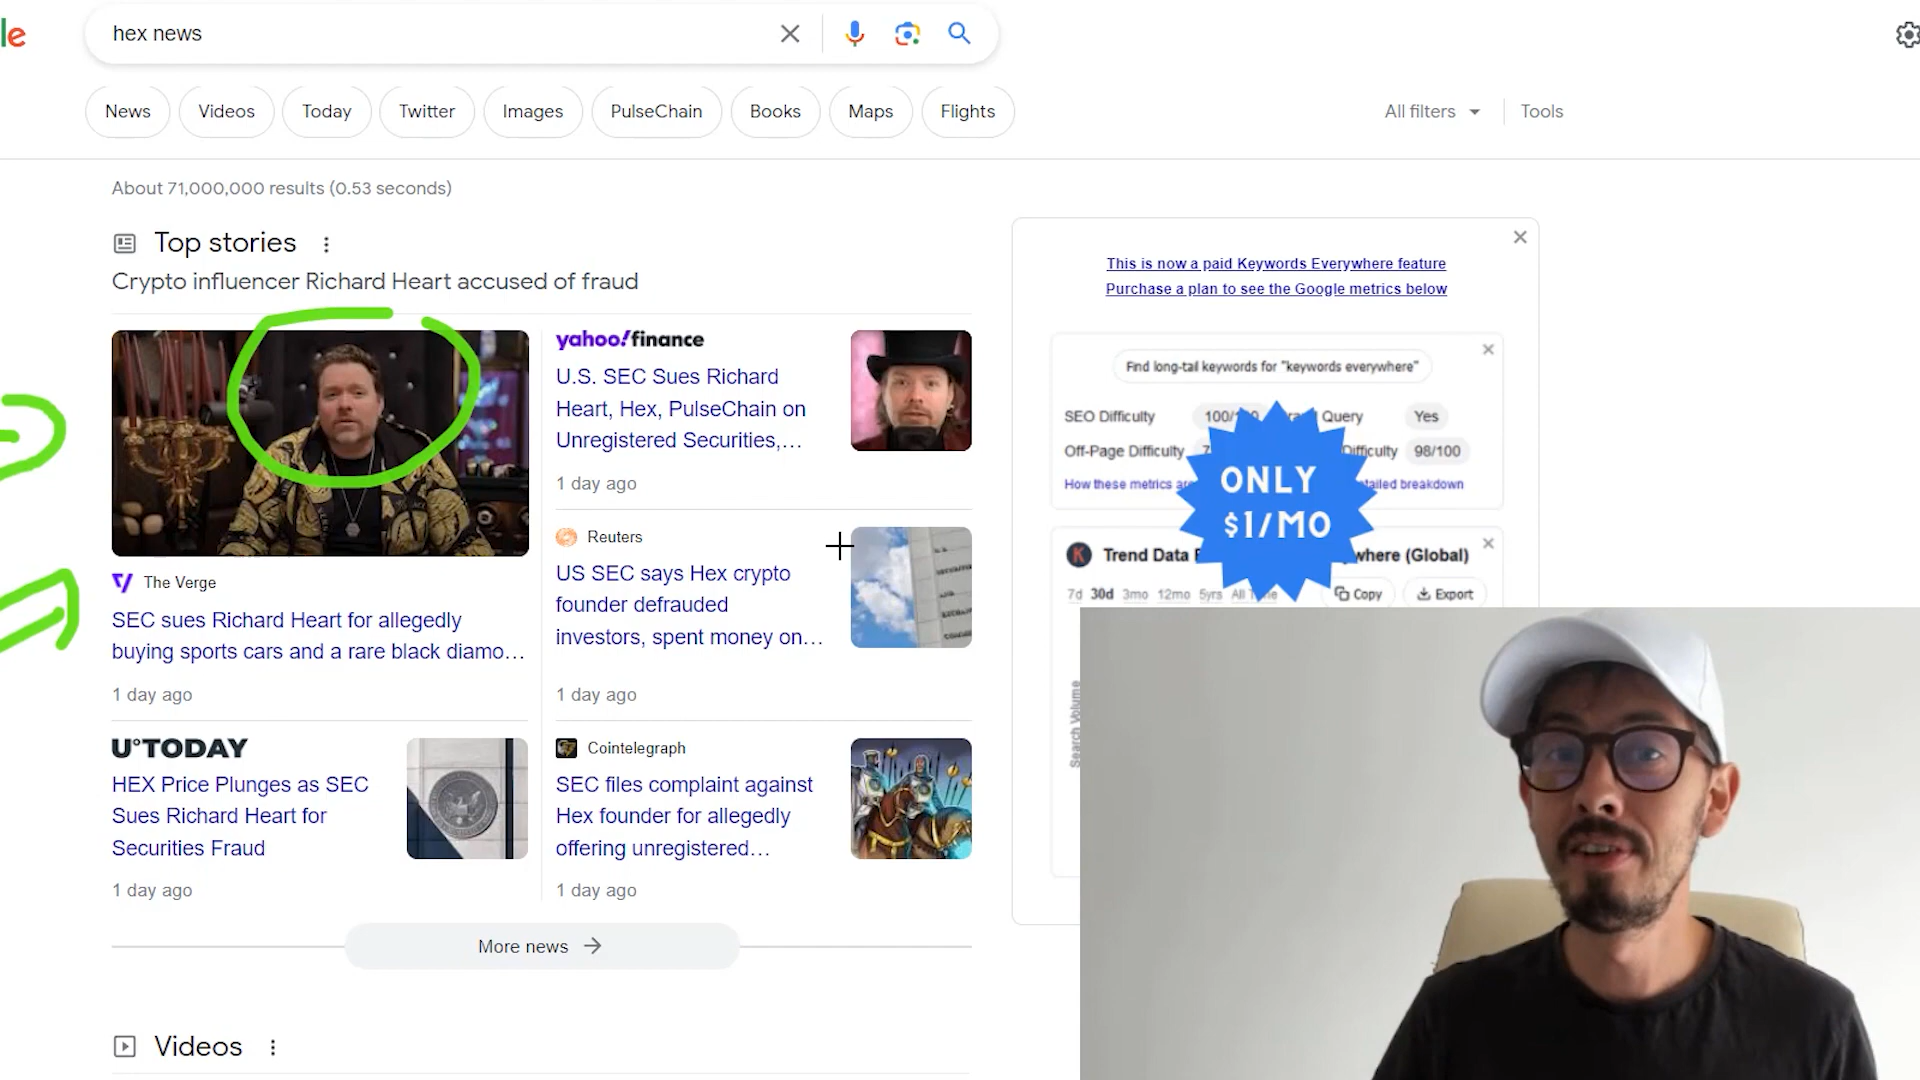 le
hex news
News
Videos
Today
Twitter
Images
PulseChain
Books
Maps
Flights
All filters
Tools
About 71,000,000 results (0.53 seconds)
Top stories
Crypto influencer Richard Heart accused of fraud
The Verge
SEC sues Richard Heart for allegedly
buying sports cars and a rare black diamo...
1 day ago
yahoo!finance
U.S. SEC Sues Richard
Heart, Hex, PulseChain on
Unregistered Securities,...
1 day ago
Reuters
US SEC says Hex crypto
founder defrauded
investors, spent money on...
1 day ago
U°TODAY
HEX Price Plunges as SEC
Sues Richard Heart for
Securities Fraud
1 day ago
Cointelegraph
SEC files complaint against
Hex founder for allegedly
offering unregistered...
1 day ago
More news
Videos
This is now a paid Keywords Everywhere feature
Purchase a plan to see the Google metrics below
Find long-tail keywords for "keywords everywhere"
SEO Difficulty
Query
Yes
Off-Page Difficulty
98/100
How these metrics
breakdown
ONLY
$1/MO
Trend Data
(Global)
7d 30d 3mo 12mo 5yrs All
Copy
Export
Search Volume